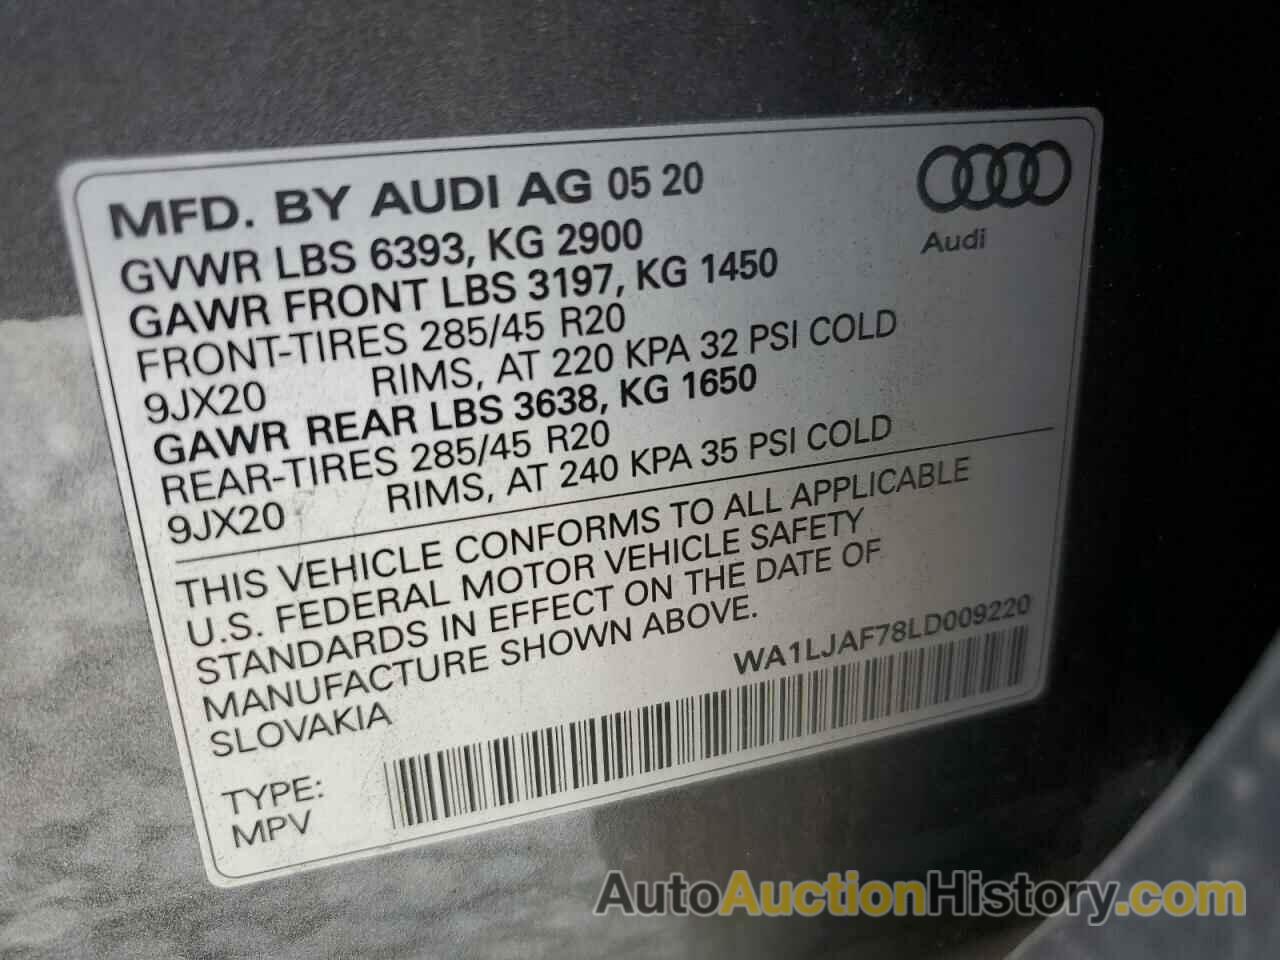 MFD. BY AUDI AG 05 20
Audi
GVWR LBS 6393, KG 2900
GAWR FRONT LBS 3197, KG 1450
FRONT-TIRES 285/45 R20
9JX20 RIMS, AT 220 KPA 32 PSI COLD
GAWR REAR LBS 3638, KG 1650
REAR-TIRES 285/45 R20
9JX20 RIMS, AT 240 KPA 35 PSI COLD
THIS VEHICLE CONFORMS TO ALL APPLICABLE
U.S. FEDERAL MOTOR VEHICLE SAFETY
STANDARDS IN EFFECT ON THE DATE OF
MANUFACTURE SHOWN ABOVE.
SLOVAKIA
WA1LJAF78LD009220
TYPE:
MPV
AutoAuctionHistory.com